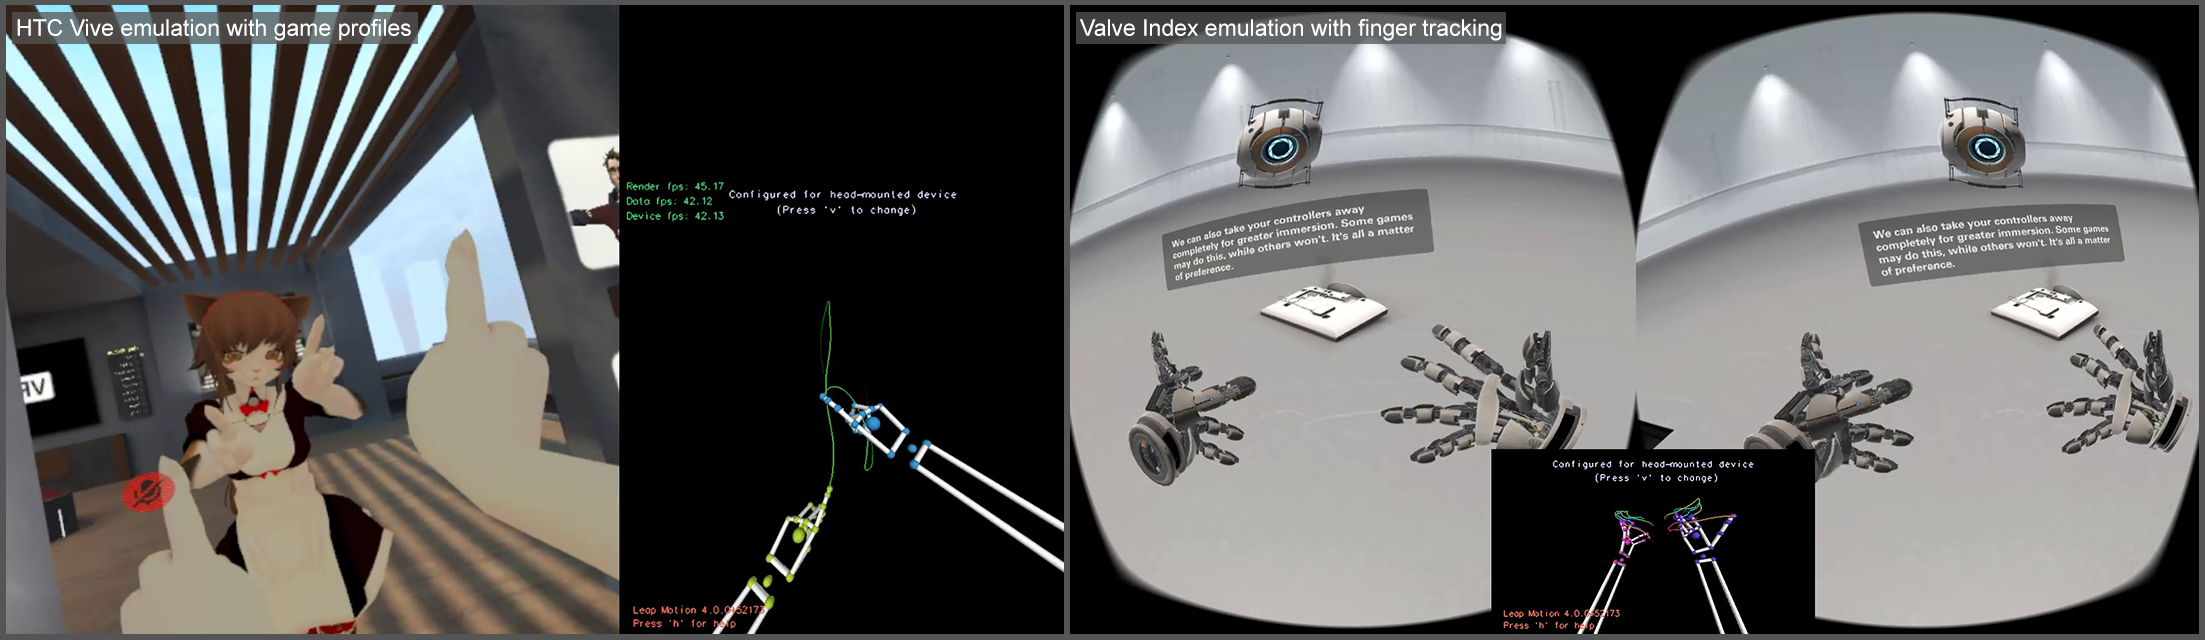 HTC Vive emulation with game profiles
Render fps: 45.17
Data fps: 42.12
Device fps: 42.13
Configured for head-mounted device
(Press 'v' to change)
Leap Motion 4.0.0+52173
Press 'h' for help
Valve Index emulation with finger tracking
We can also take your controllers away
completely for greater immersion. Some games
may do this, while others won't. It's all a matter
of preference.
We can also take your controllers away
completely for greater immersion. Some games
may do this, while others won't. It's all a matter
of preference.
Configured for head-mounted device
(Press 'v' to change)
Leap Motion 4.0.0+52173
Press 'h' for help